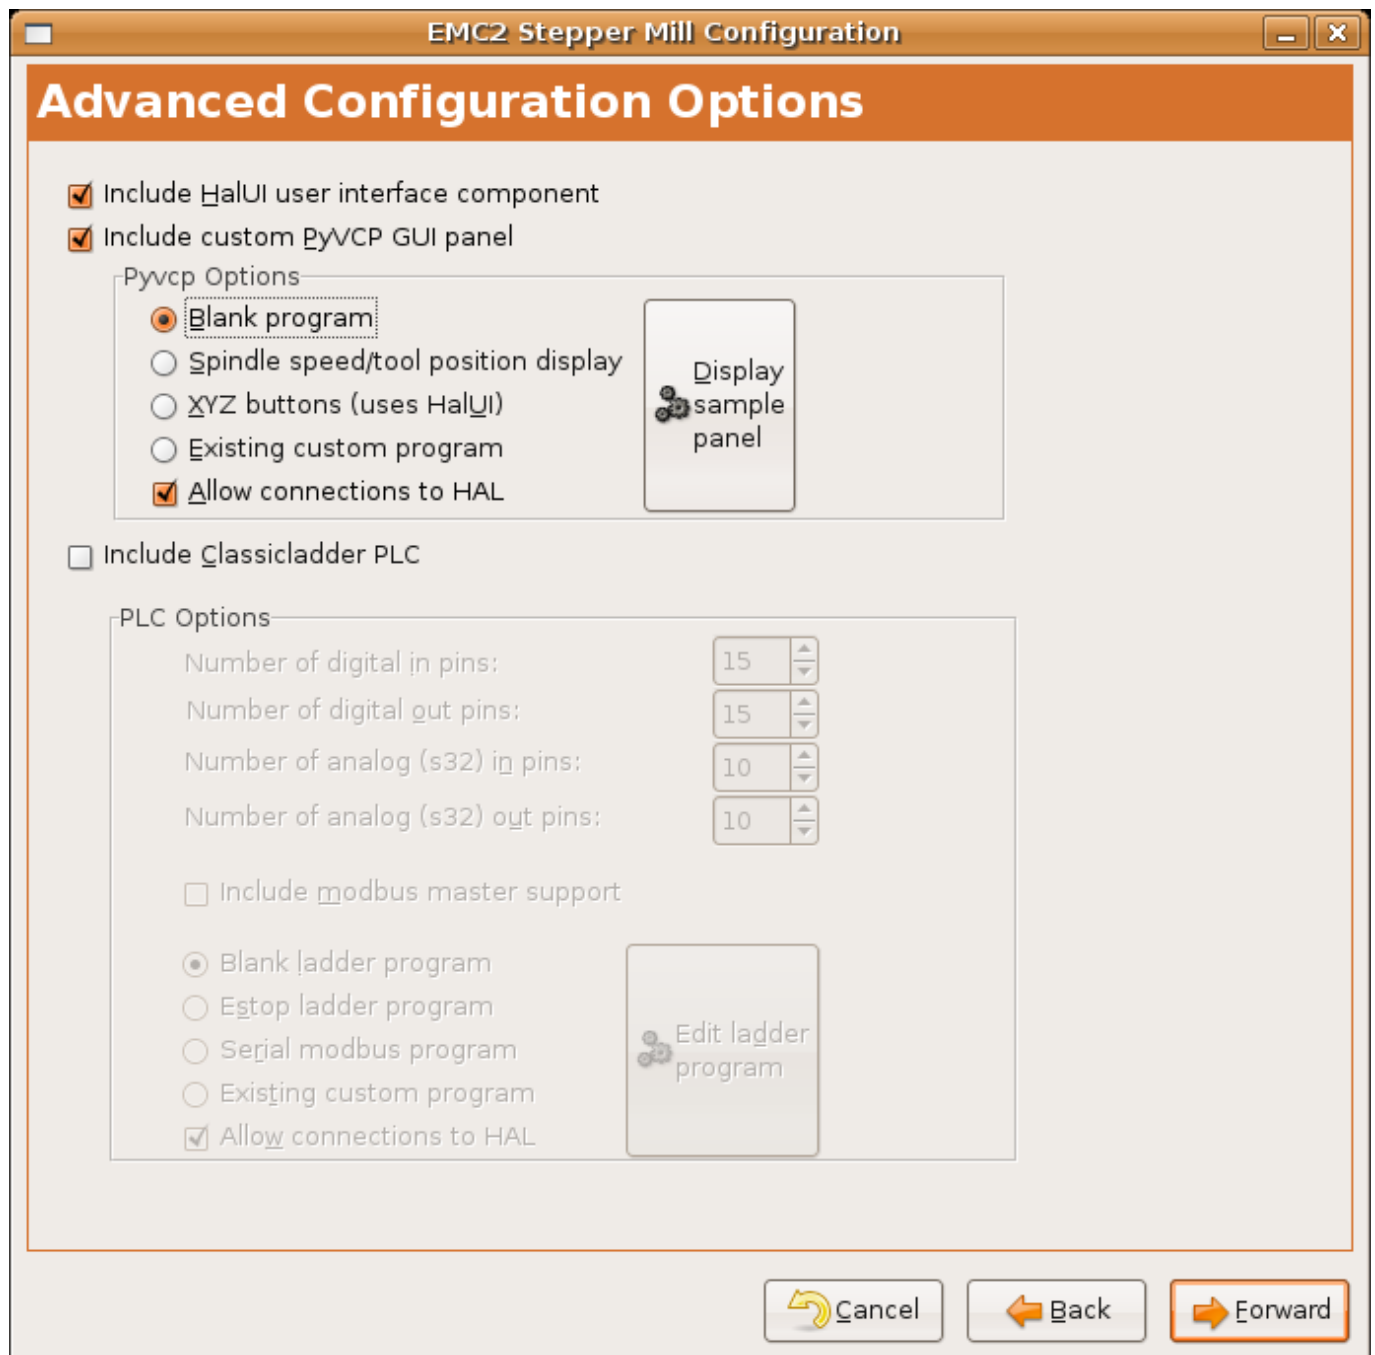 EMC2 Stepper Mill Configuration
Advanced Configuration Options
Include HalUI user interface component
Include custom PyVCP GUI panel
Pyvcp Options
Blank program
Spindle speed/tool position display
XYZ buttons (uses HalUI)
Existing custom program
Allow connections to HAL
Display
sample
panel
Include Classicladder PLC
PLC Options
Number of digital in pins: 15
Number of digital out pins: 15
Number of analog (s32) in pins: 10
Number of analog (s32) out pins: 10
Include modbus master support
Blank ladder program
Estop ladder program
Serial modbus program
Existing custom program
Allow connections to HAL
Edit ladder
program
Cancel Back Forward